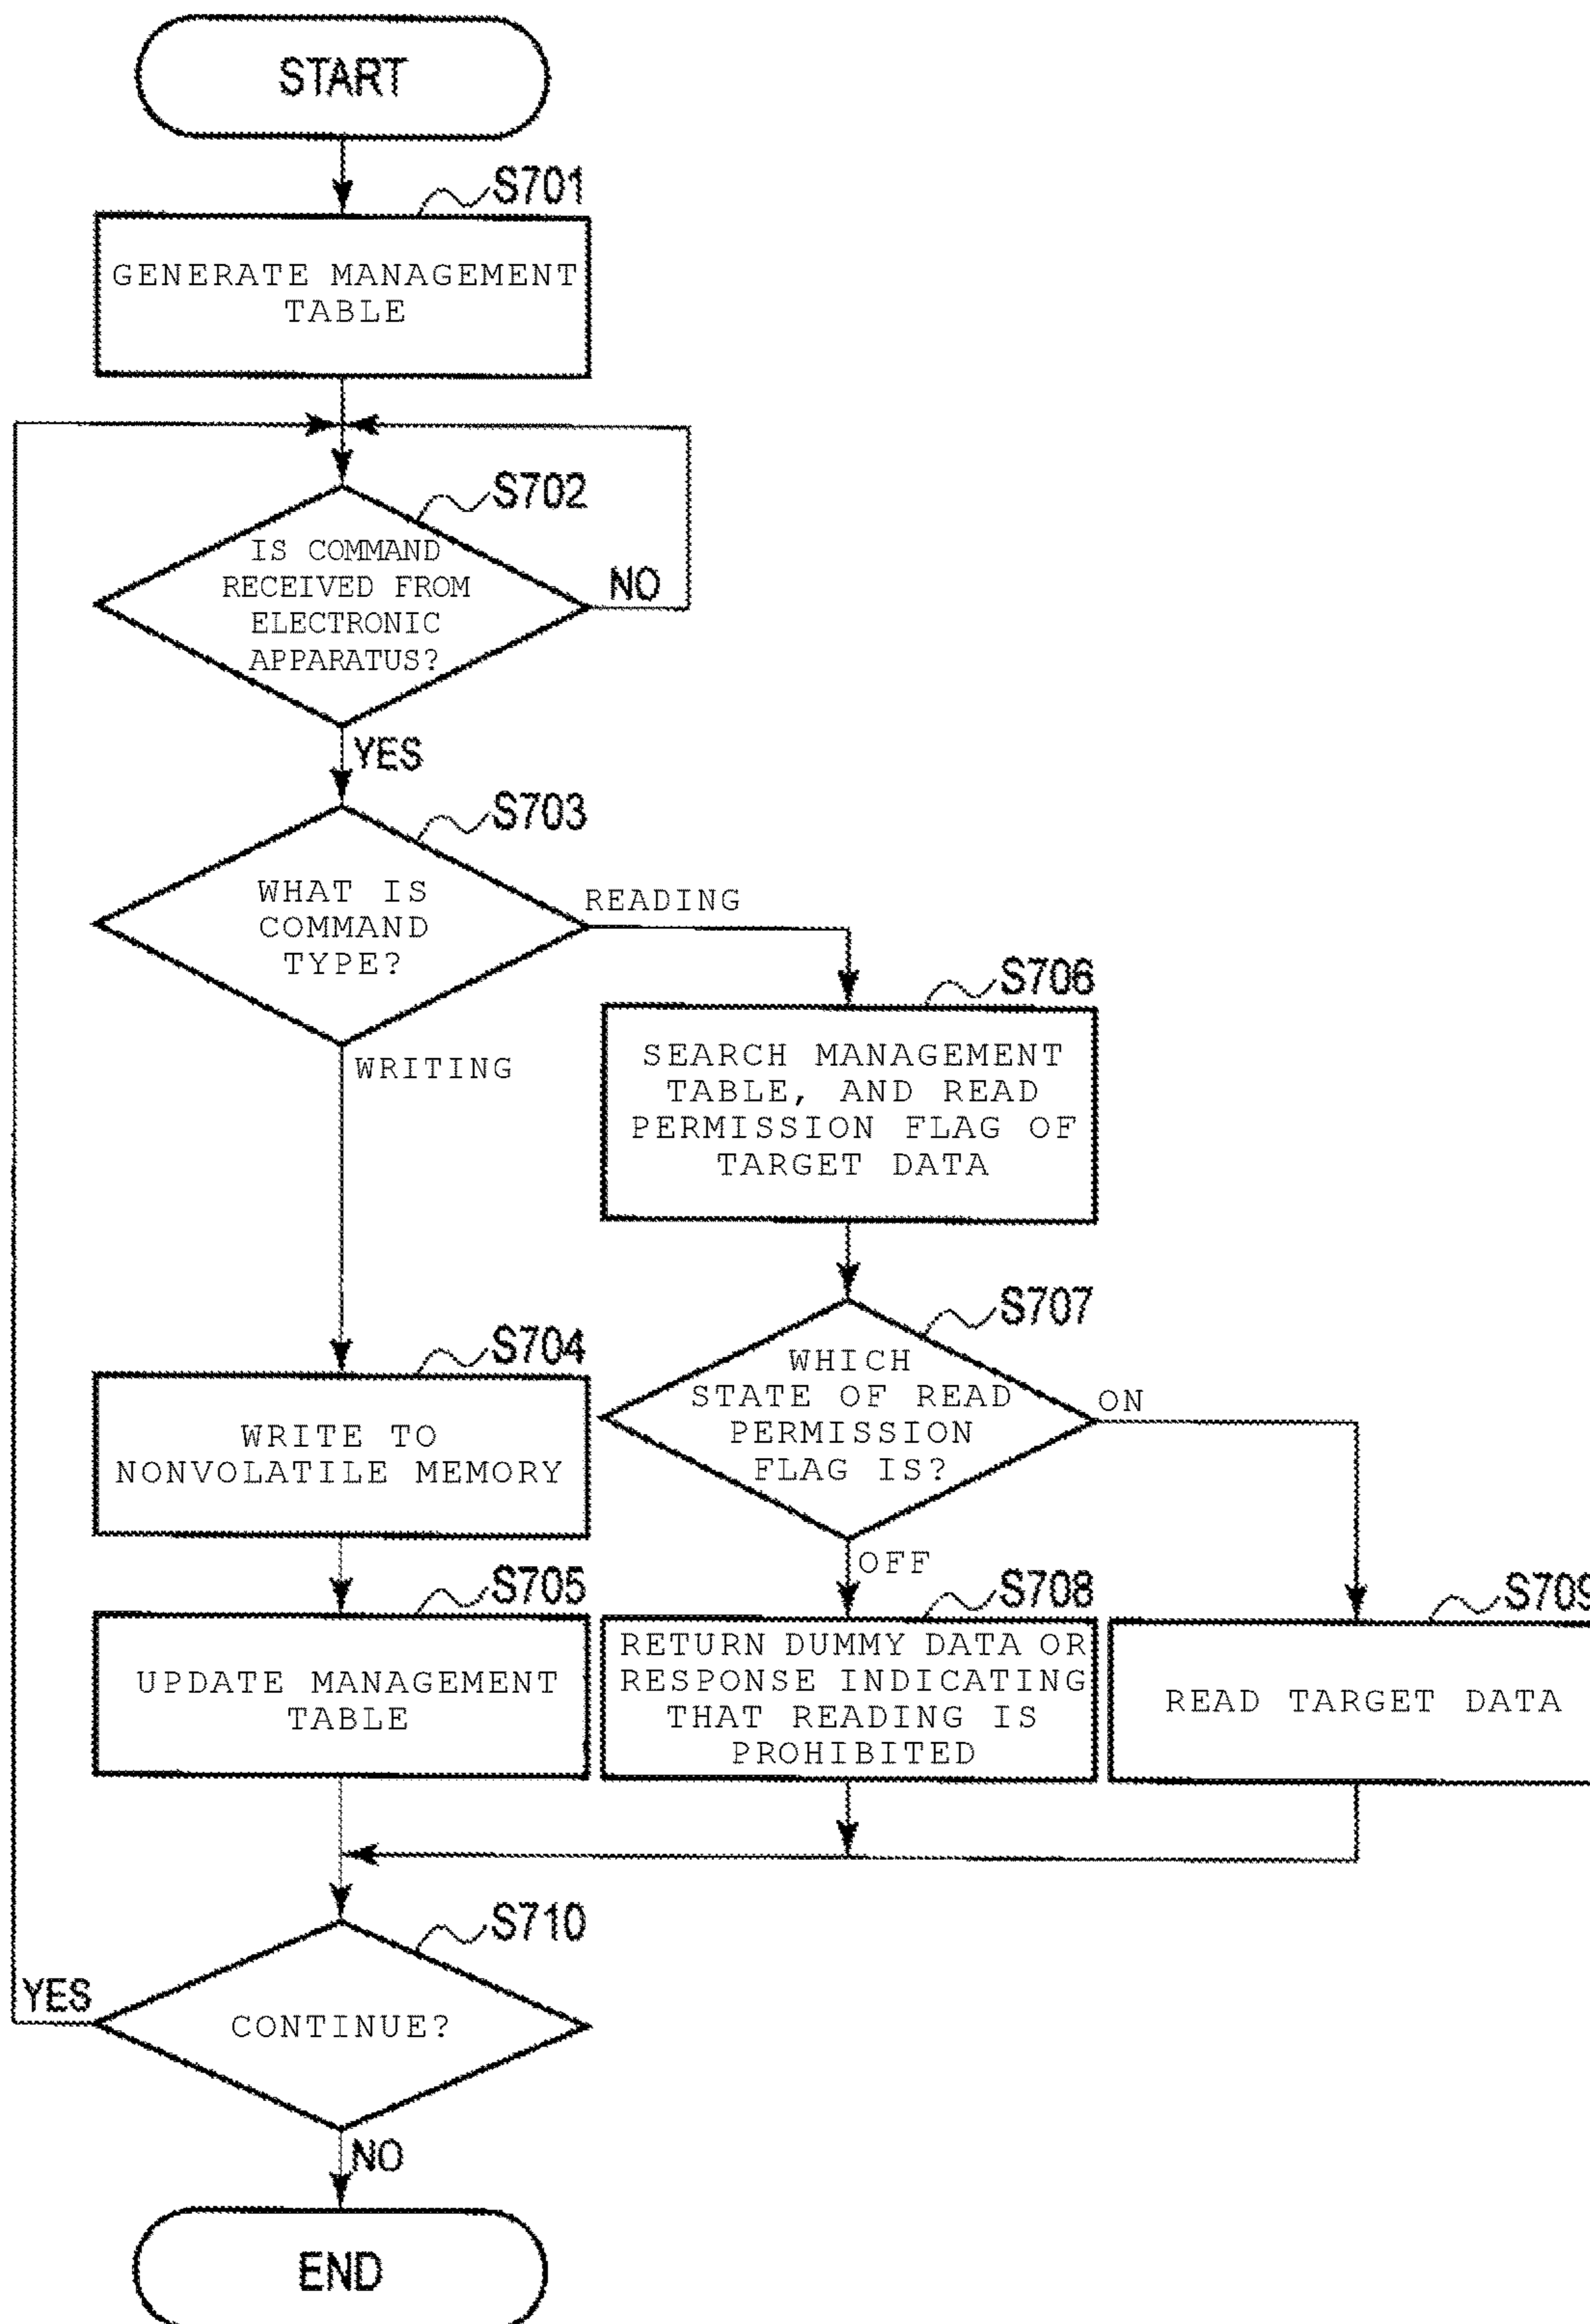 START
S701
GENERATE MANAGEMENT
TABLE
S702
IS COMMAND
RECEIVED FROM
ELECTRONIC
APPARATUS?
NO
YES
S703
WHAT IS
COMMAND
TYPE?
READING
WRITING
S706
SEARCH MANAGEMENT
TABLE, AND READ
PERMISSION FLAG OF
TARGET DATA
S707
WHICH
STATE OF READ
PERMISSION
FLAG IS?
ON
OFF
S704
WRITE TO
NONVOLATILE MEMORY
S705
UPDATE MANAGEMENT
TABLE
S708
RETURN DUMMY DATA OR
RESPONSE INDICATING
THAT READING IS
PROHIBITED
S709
READ TARGET DATA
S710
CONTINUE?
YES
NO
END